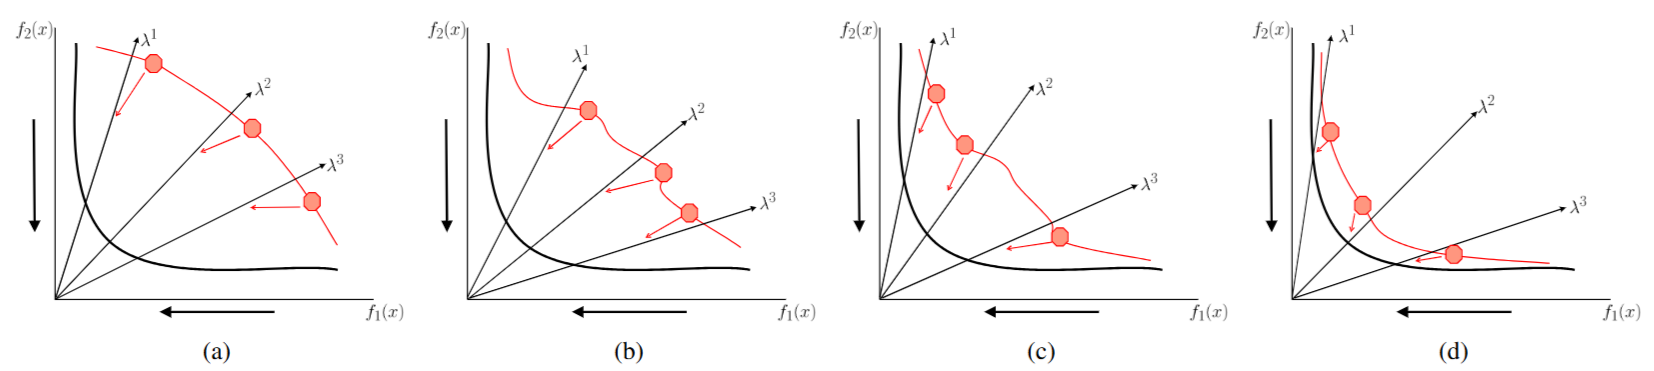 f₂(x) λ¹ λ² λ³ f₁(x)
(a)
f₂(x) λ¹ λ² λ³ f₁(x)
(b)
f₂(x) λ¹ λ² λ³ f₁(x)
(c)
f₂(x) λ¹ λ² λ³ f₁(x)
(d)